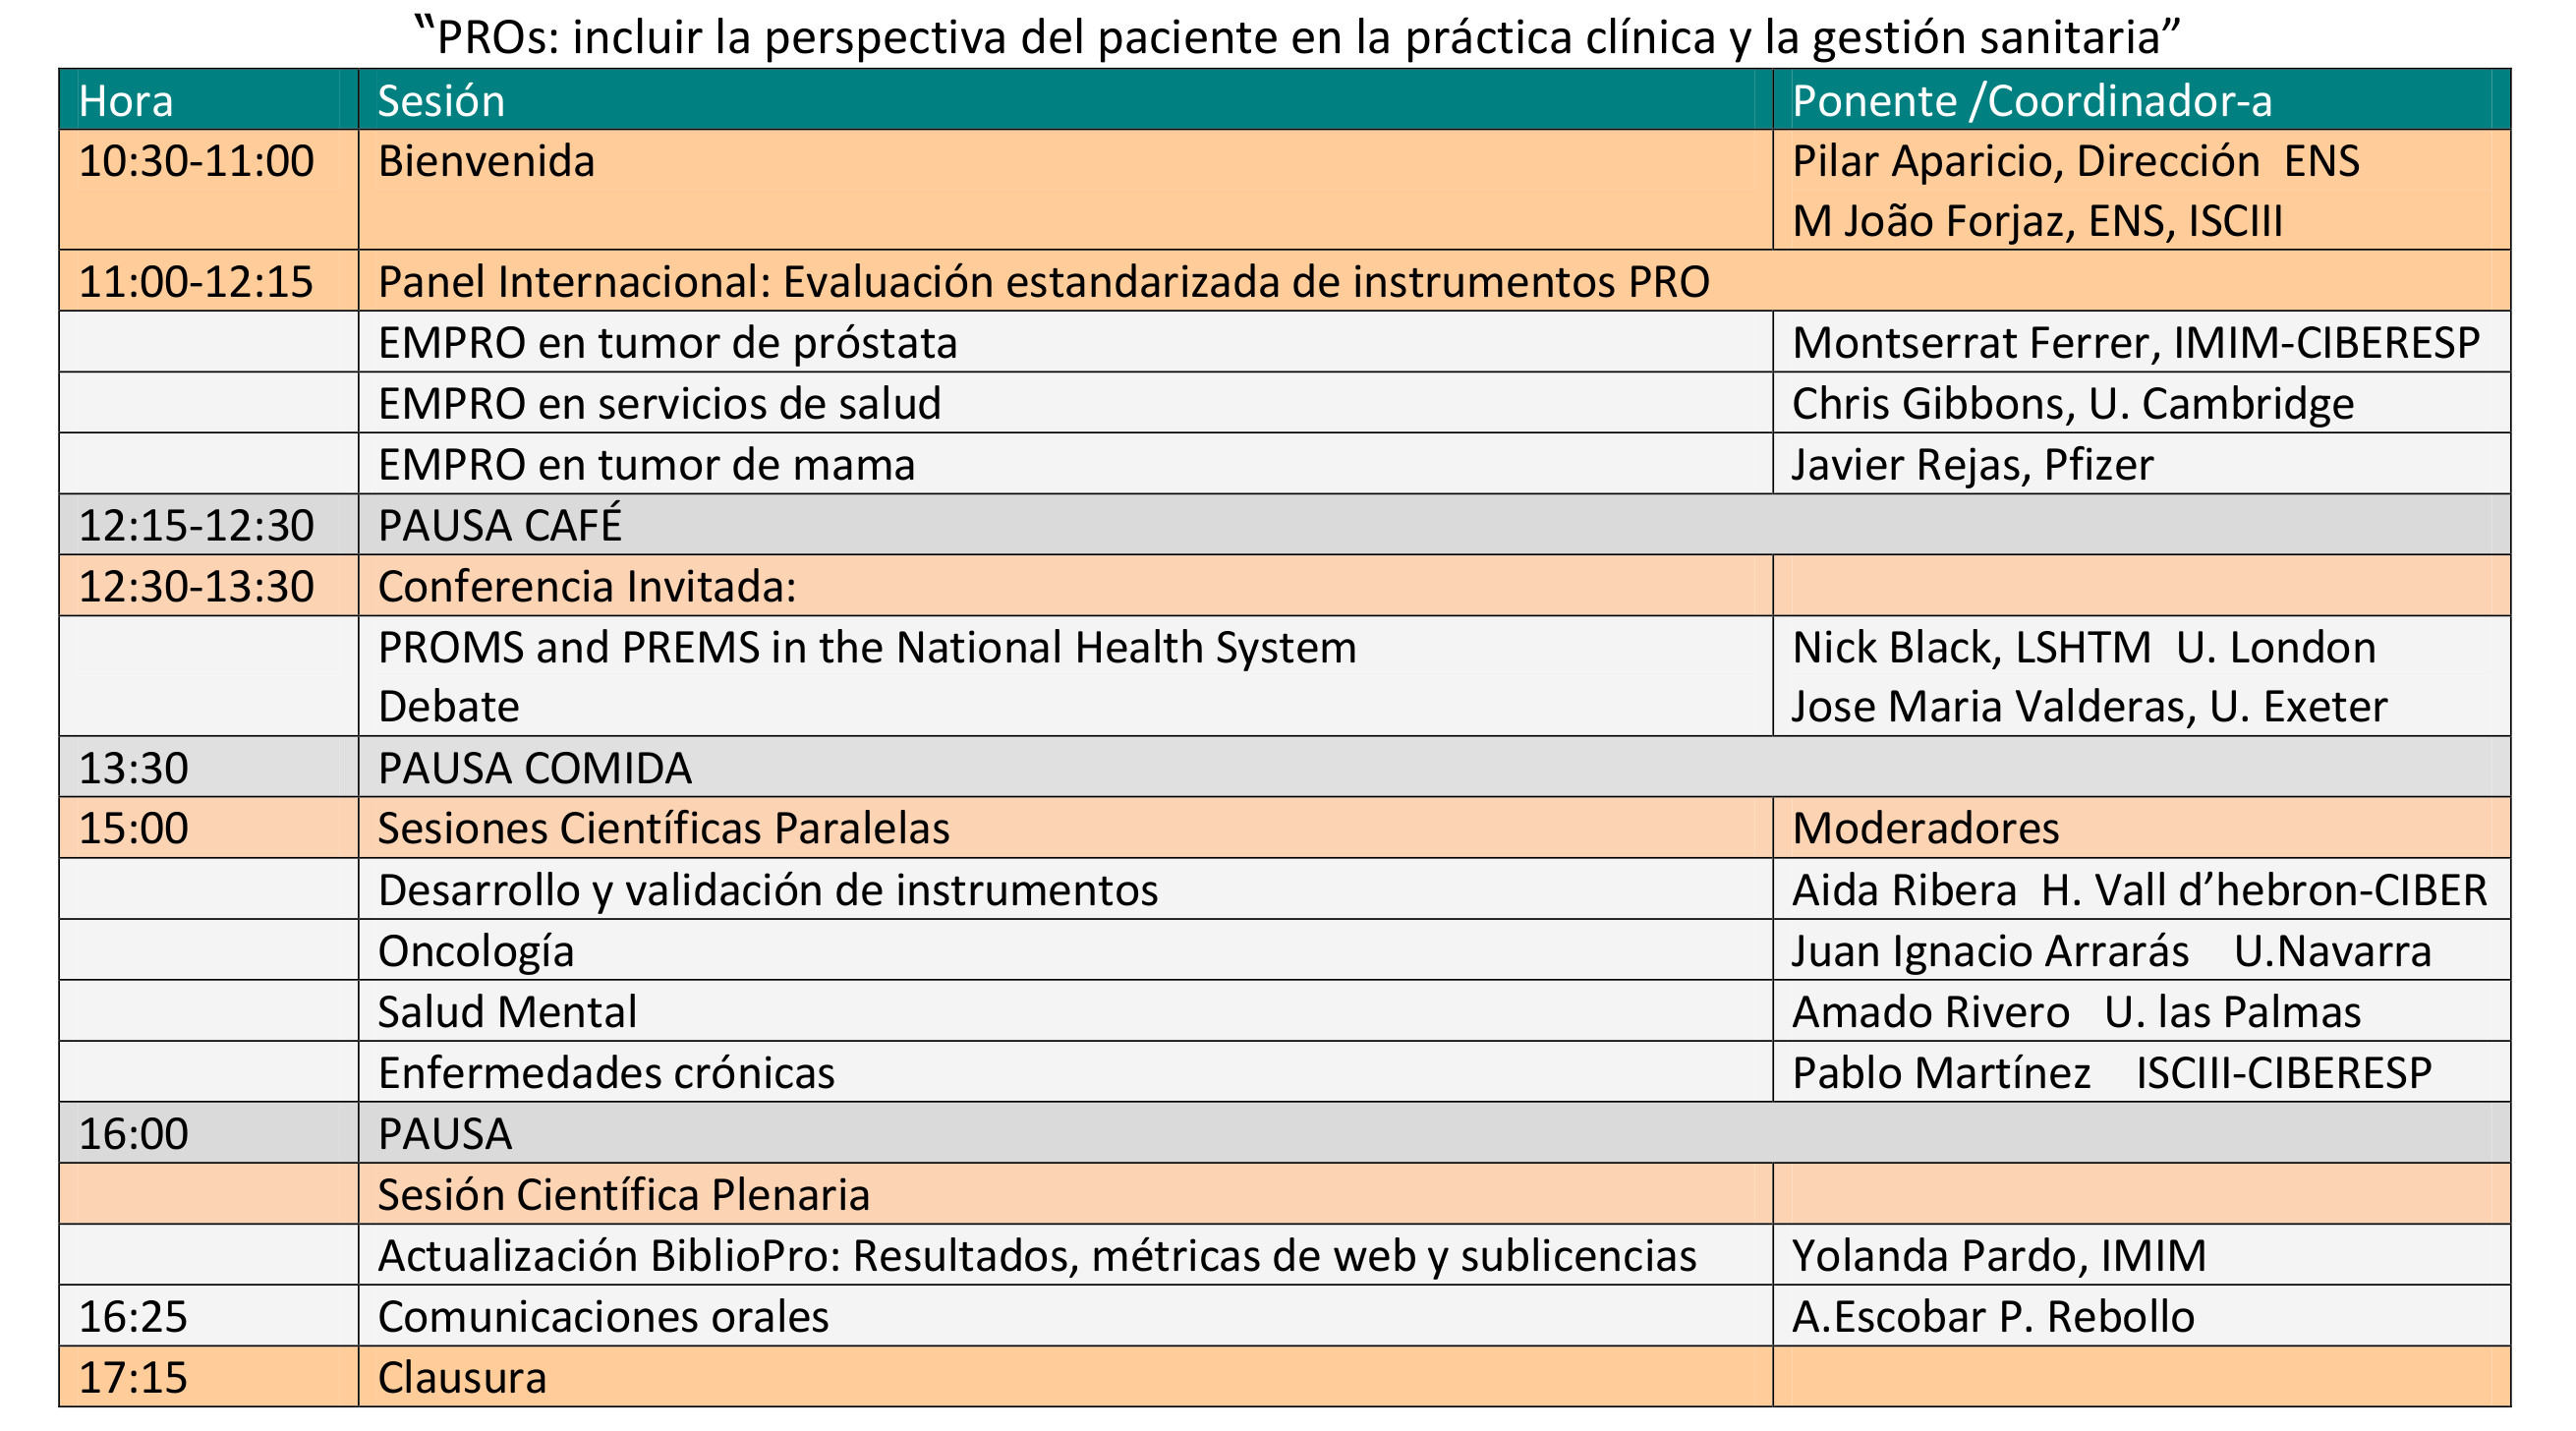 “PROs: incluir la perspectiva del paciente en la práctica clínica y la gestión sanitaria”
Hora Sesión Ponente /Coordinador-a
10:30-11:00 Bienvenida Pilar Aparicio, Dirección ENS
M João Forjaz, ENS, ISCIII
11:00-12:15 Panel Internacional: Evaluación estandarizada de instrumentos PRO
EMPRO en tumor de próstata Montserrat Ferrer, IMIM-CIBERESP
EMPRO en servicios de salud Chris Gibbons, U. Cambridge
EMPRO en tumor de mama Javier Rejas, Pfizer
12:15-12:30 PAUSA CAFÉ
12:30-13:30 Conferencia Invitada:
PROMS and PREMS in the National Health System Nick Black, LSHTM U. London
Debate Jose Maria Valderas, U. Exeter
13:30 PAUSA COMIDA
15:00 Sesiones Científicas Paralelas Moderadores
Desarrollo y validación de instrumentos Aida Ribera H. Vall d’hebron-CIBER
Oncología Juan Ignacio Arrarás U.Navarra
Salud Mental Amado Rivero U. las Palmas
Enfermedades crónicas Pablo Martínez ISCIII-CIBERESP
16:00 PAUSA
Sesión Científica Plenaria
Actualización BiblioPro: Resultados, métricas de web y sublicencias Yolanda Pardo, IMIM
16:25 Comunicaciones orales A.Escobar P. Rebollo
17:15 Clausura